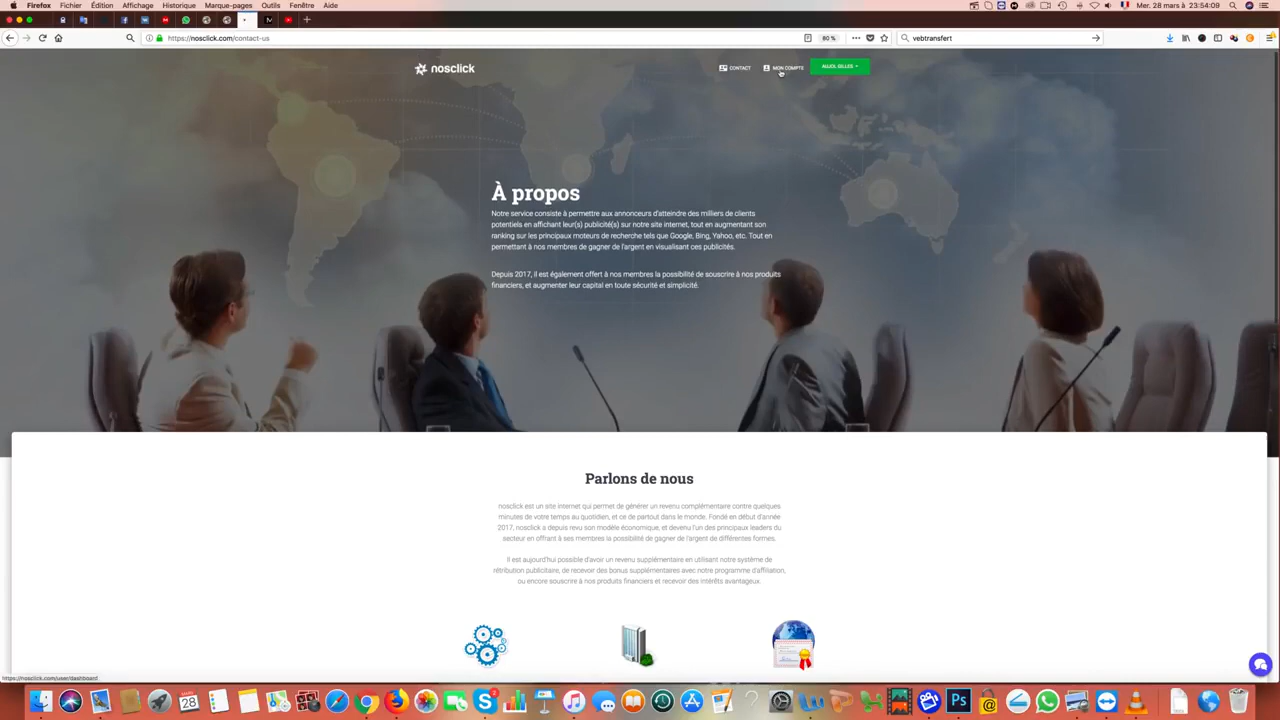 Firefox Fichier Édition Affichage Historique Marque-pages Outils Fenêtre Aide
Mer. 28 mars à 23:54:09
https://nosclick.com/contact-us
80 %
vebtransfert
nosclick
CONTACT
MON COMPTE
À propos
Notre service consiste à permettre aux annonceurs d'atteindre des milliers de clients
potentiels en affichant leur(s) publicité(s) sur notre site internet, tout en augmentant son
ranking sur les principaux moteurs de recherche tels que Google, Bing, Yahoo, etc. Tout en
permettant à nos membres de gagner de l'argent en visualisant ces publicités.
Depuis 2017, il est également offert à nos membres la possibilité de souscrire à nos produits
financiers, et augmenter leur capital en toute sécurité et simplicité.
Parlons de nous
nosclick est un site internet qui permet de générer un revenu complémentaire contre quelques
minutes de votre temps au quotidien, et ce de partout dans le monde. Fondé en début d'année
2017, nosclick a depuis revu son modèle économique, et devenu l'un des principaux leaders du
secteur en offrant à ses membres la possibilité de gagner de l'argent de différentes formes.
Il est aujourd'hui possible d'avoir un revenu supplémentaire en utilisant notre système de
rétribution publicitaire, de recevoir des bonus supplémentaires avec notre programme d'affiliation,
ou encore souscrire à nos produits financiers et recevoir des intérêts avantageux.
https://nosclick.com/user/dashboard
28
Ps